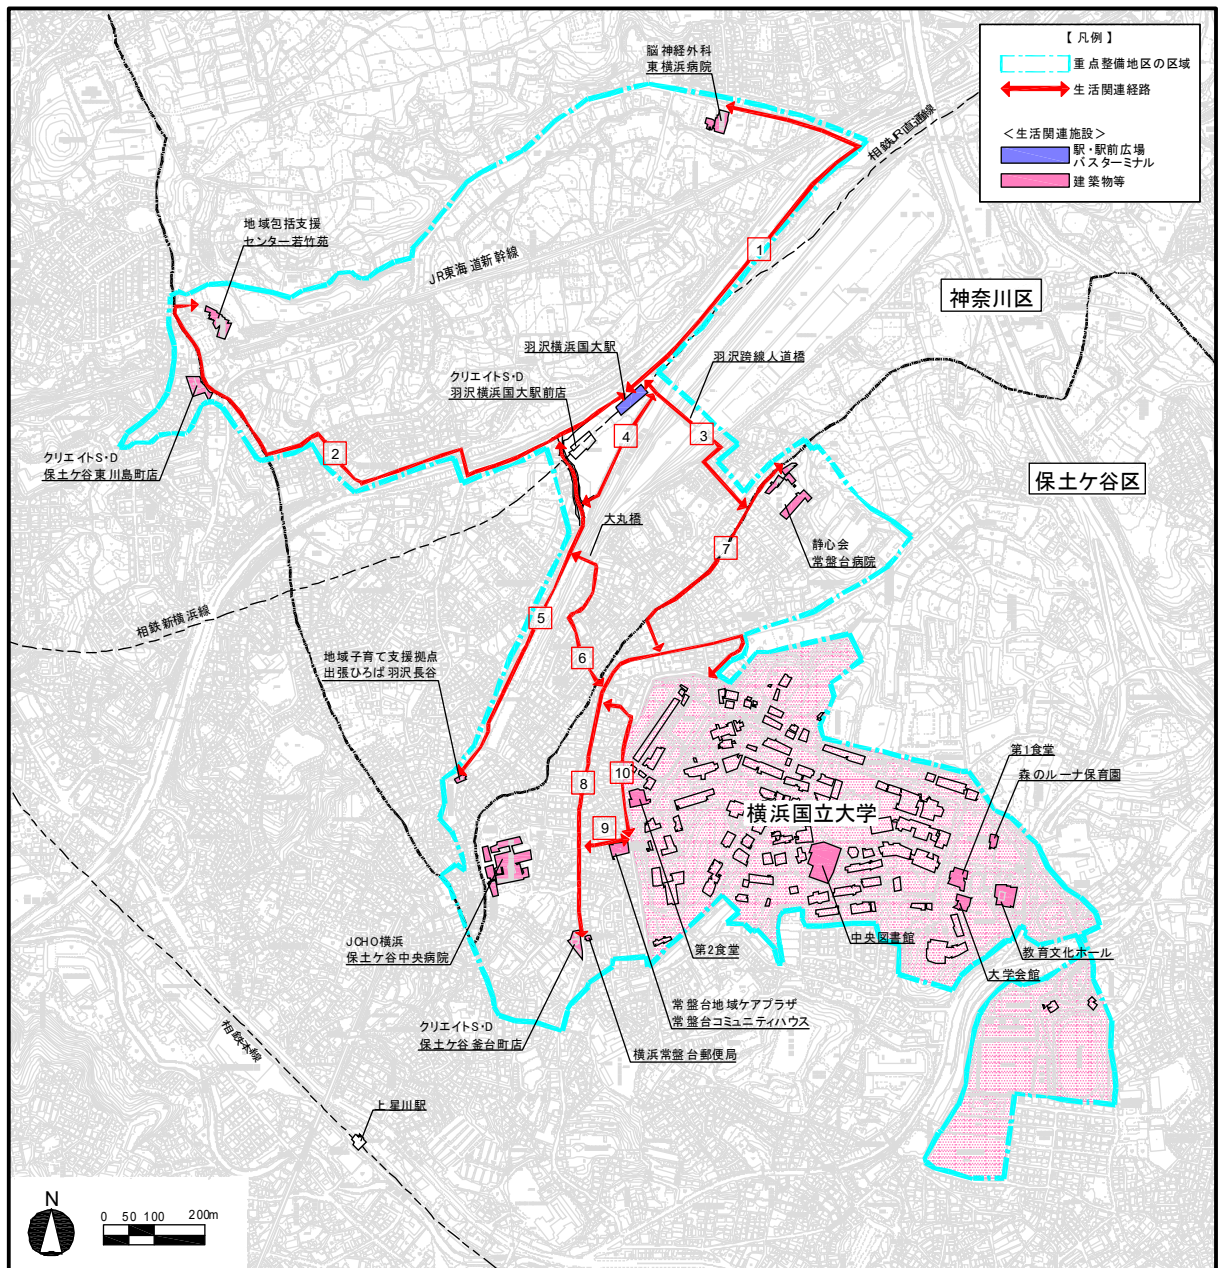 【 凡例 】
重点整備地区の区域
生活関連経路
＜生活関連施設＞
駅・駅前広場
バスターミナル
建築物等
脳神経外科
東横浜病院
相鉄JR直通線
1
地域包括支援
センター若竹苑
JR東海道新幹線
神奈川区
羽沢横浜国大駅
羽沢跨線人道橋
クリエイトS・D
羽沢横浜国大駅前店
4
3
2
クリエイトS・D
保土ケ谷東川島町店
保土ケ谷区
大丸橋
7
静心会
常盤台病院
相鉄新横浜線
5
6
地域子育て支援拠点
出張ひろば羽沢長谷
第1食堂
森のルーナ保育園
8
10
9
横浜国立大学
JCHO横浜
保土ケ谷中央病院
第2食堂
中央図書館
教育文化ホール
大学会館
常盤台地域ケアプラザ
常盤台コミュニティハウス
クリエイトS・D
保土ケ谷釜台町店
横浜常盤台郵便局
相鉄本線
上星川駅
N
0 50 100 200m